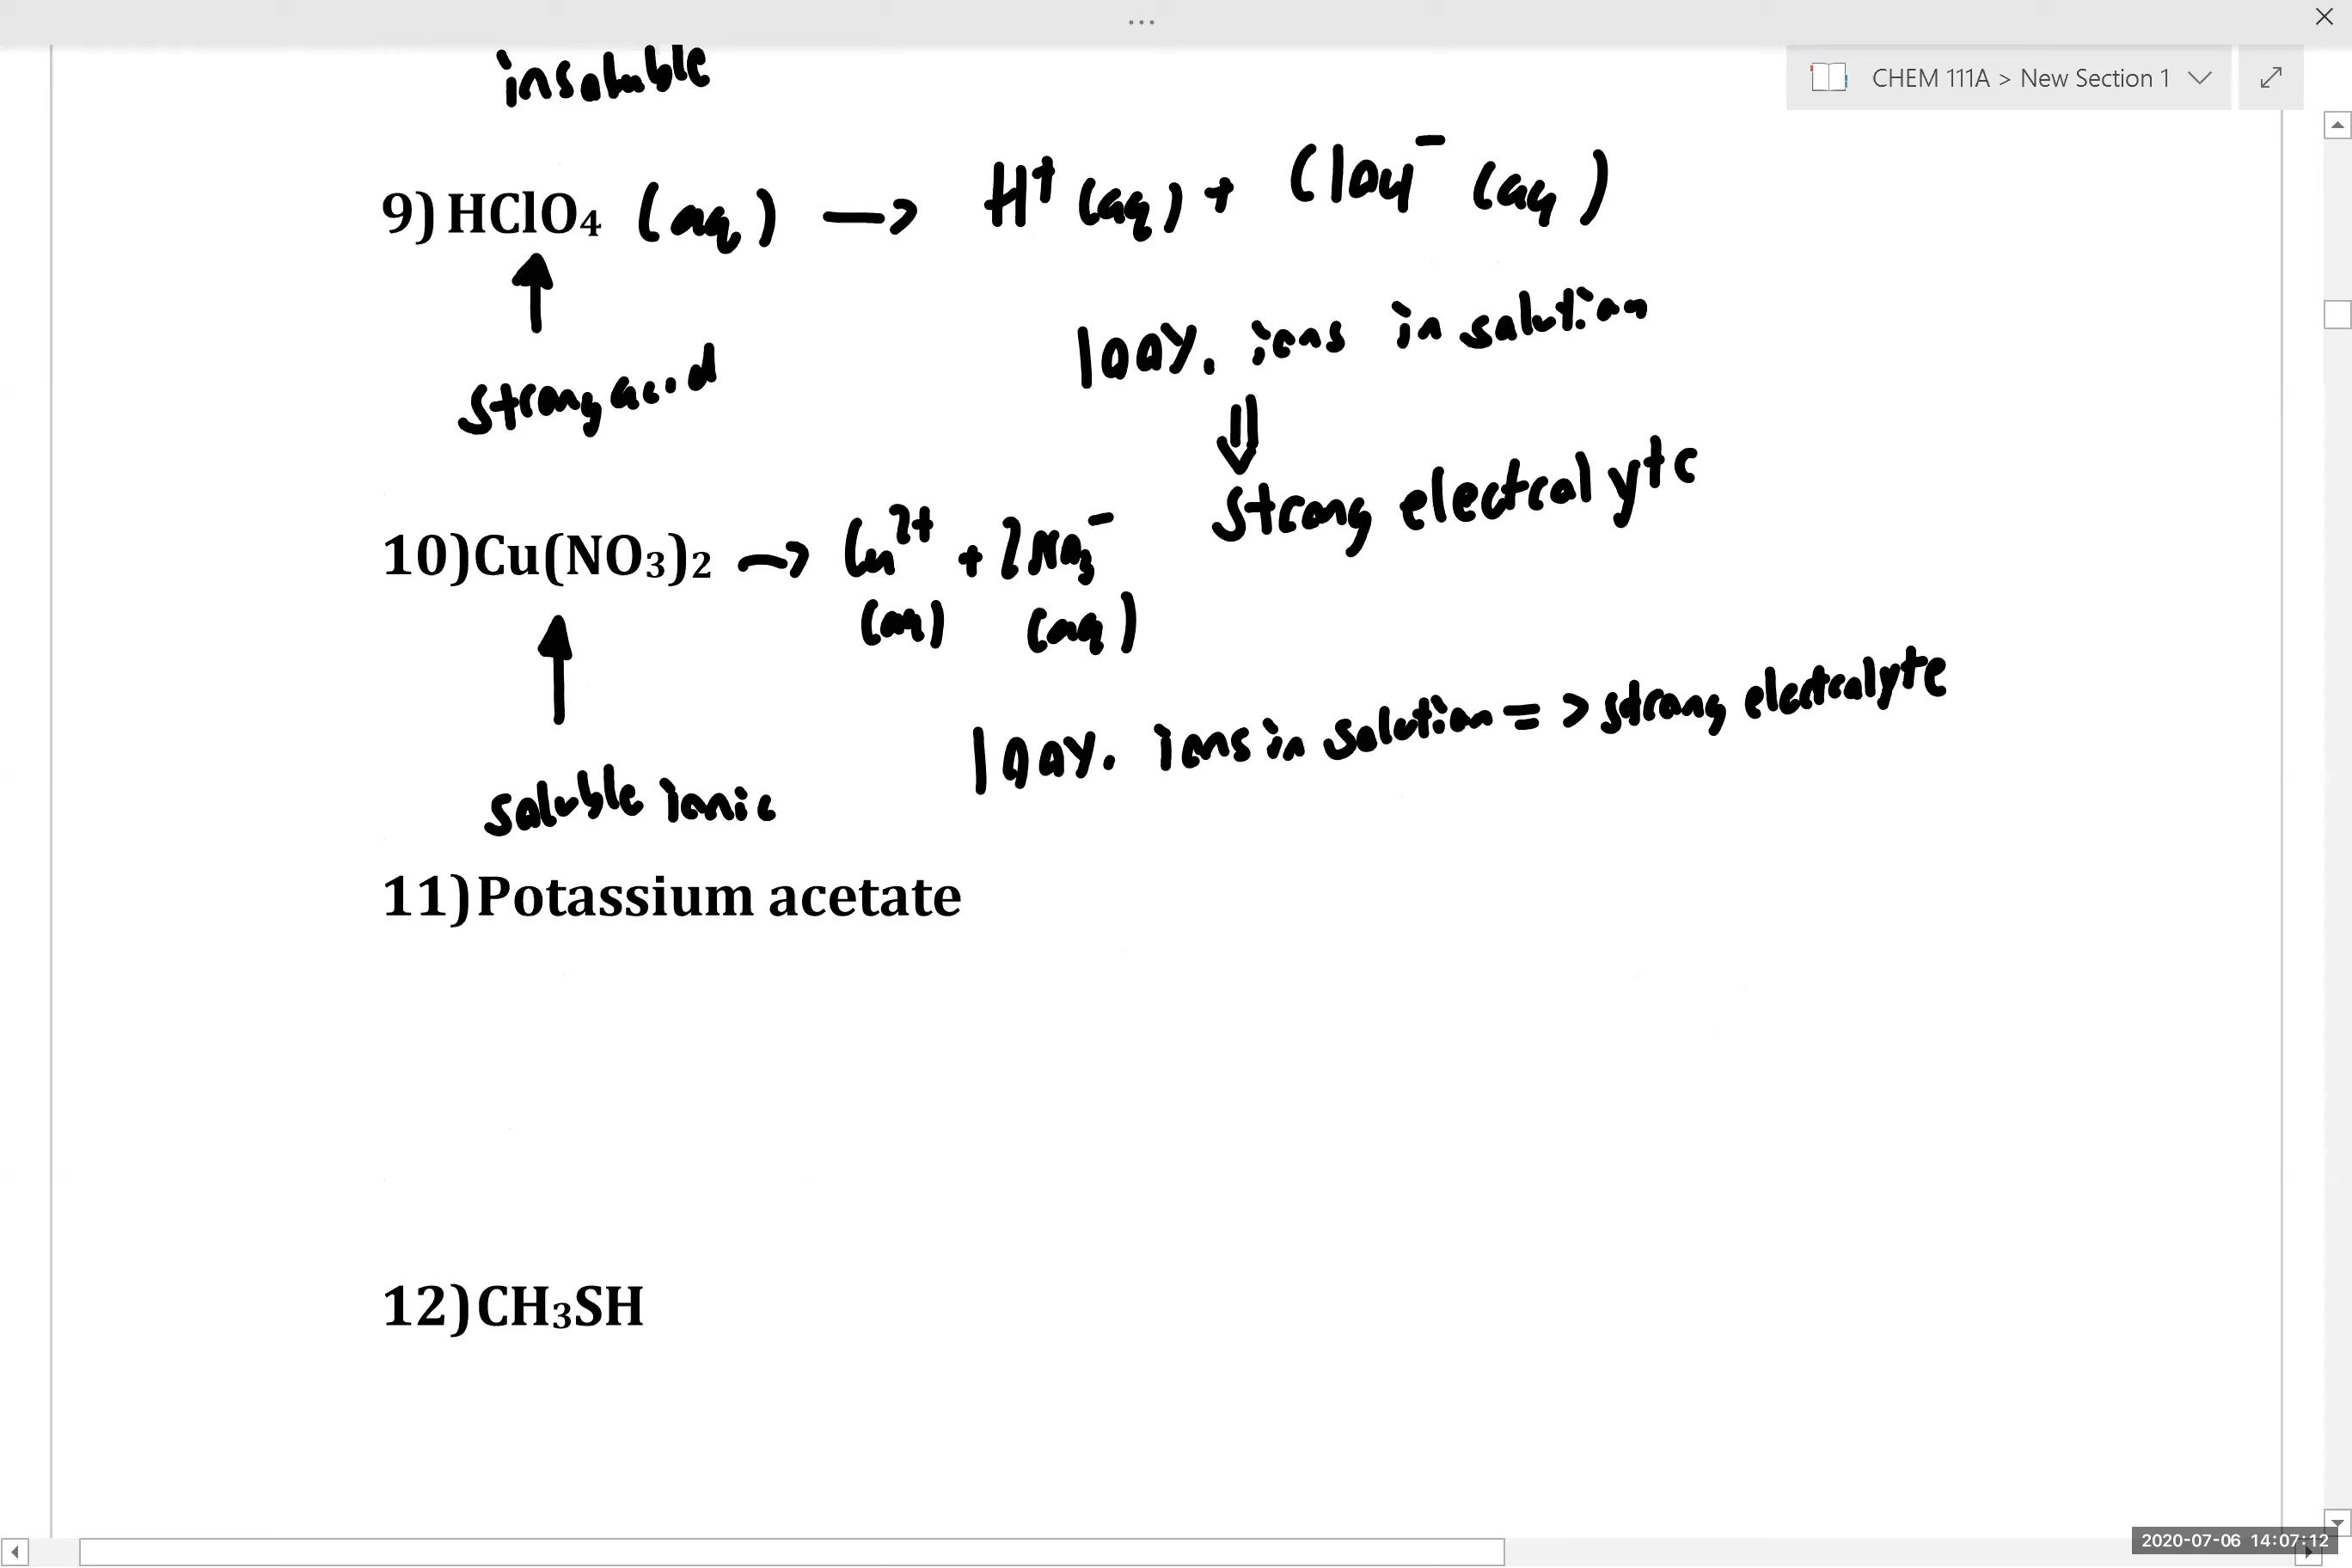 ...
insoluble
CHEM 111A > New Section 1
9) HClO4 (aq) —> H+ (aq) + ClO4- (aq)
strong acid
100%. ions in solution
strong electrolyte
10)Cu(NO3)2 —> Cu2+ + 2NO3-
(aq) (aq)
soluble ionic
100%. ions in solution => strong electrolyte
11)Potassium acetate
12)CH3SH
2020-07-06 14:07:12